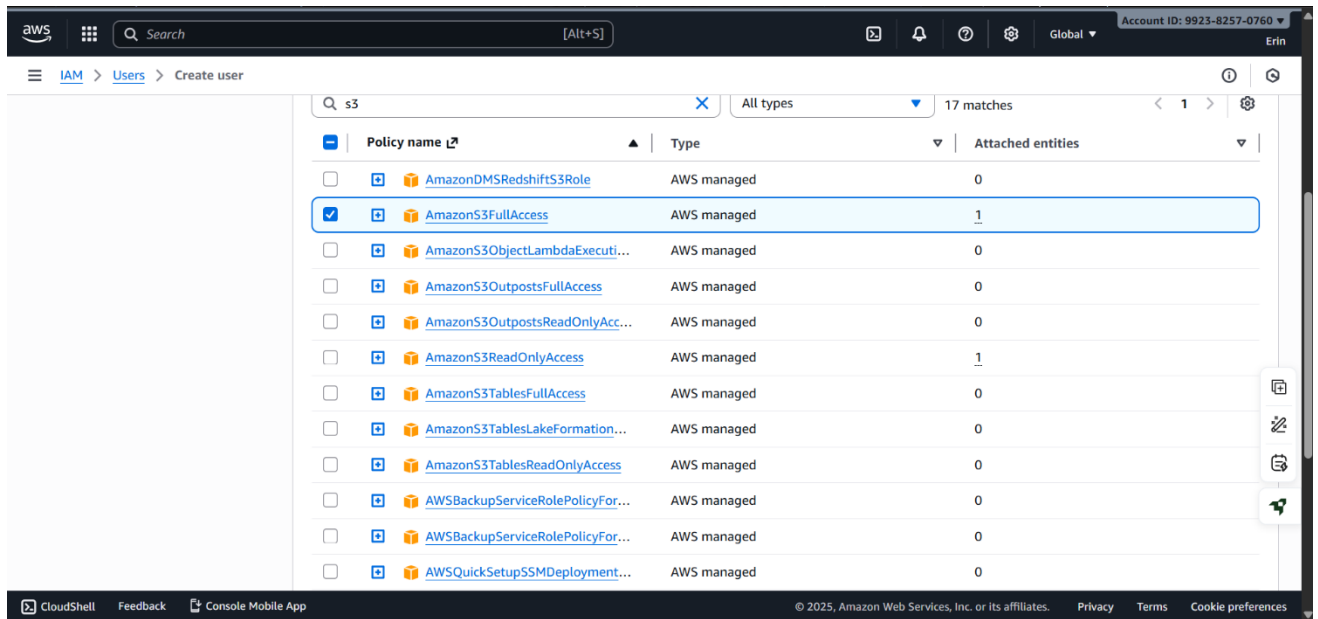 aws
Search [Alt+S] Global ▼ Account ID: 9923-8257-0760 ▼
Erin
IAM > Users > Create user
s3 All types 17 matches 1
Policy name Type Attached entities
AmazonDMSRedshiftS3Role AWS managed 0
AmazonS3FullAccess AWS managed 1
AmazonS3ObjectLambdaExecuti... AWS managed 0
AmazonS3OutpostsFullAccess AWS managed 0
AmazonS3OutpostsReadOnlyAcc... AWS managed 0
AmazonS3ReadOnlyAccess AWS managed 1
AmazonS3TablesFullAccess AWS managed 0
AmazonS3TablesLakeFormation... AWS managed 0
AmazonS3TablesReadOnlyAccess AWS managed 0
AWSBackupServiceRolePolicyFor... AWS managed 0
AWSBackupServiceRolePolicyFor... AWS managed 0
AWSQuickSetupSSMDeployment... AWS managed 0
CloudShell Feedback Console Mobile App © 2025, Amazon Web Services, Inc. or its affiliates. Privacy Terms Cookie preferences